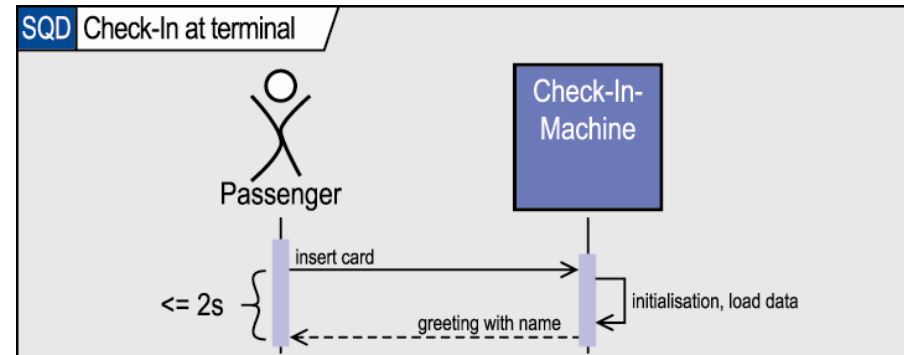 SQD Check-In at terminal
Check-In-
Machine
Passenger
insert card
<= 2s
initialisation, load data
greeting with name